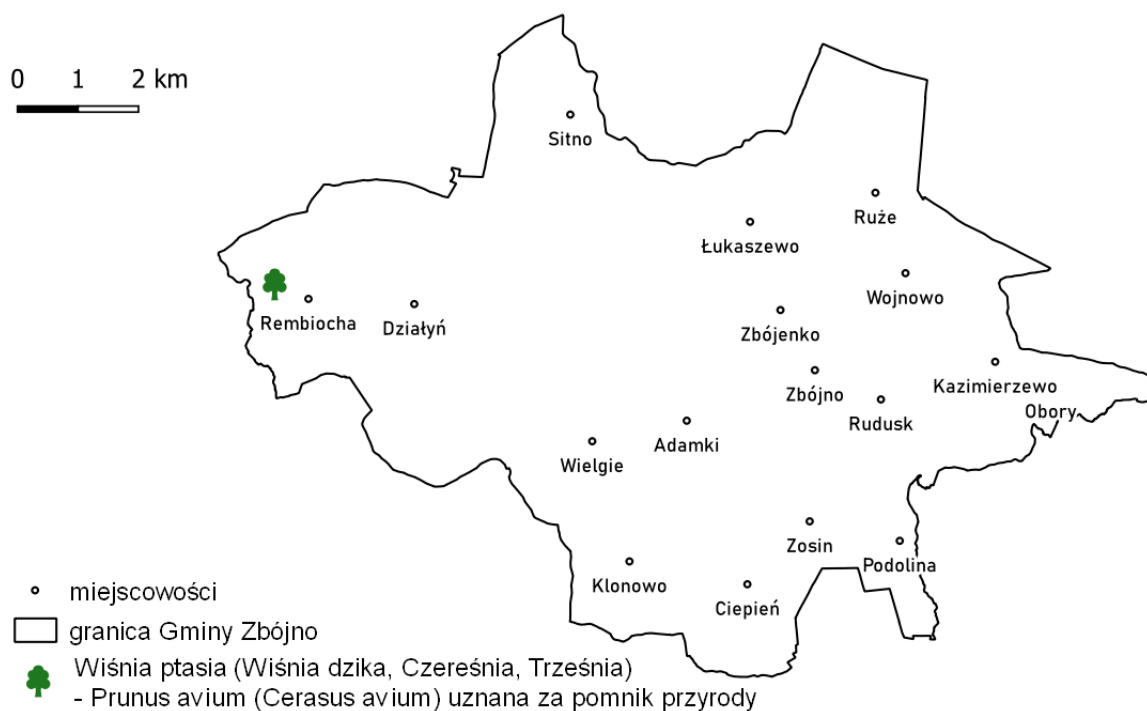 0 1 2 km
Sitno
Ruże
Łukaszewo
Wojnowo
Rembiocha
Działyń
Zbójenko
Zbójno
Kazimierzewo
Rudusk
Obory
Adamki
Wielgie
Zosin
Podolina
Klonowo
Ciepień
miejscowości
granica Gminy Zbójno
Wiśnia ptasia (Wiśnia dzika, Czereśnia, Trześnia)
- Prunus avium (Cerasus avium) uznana za pomnik przyrody